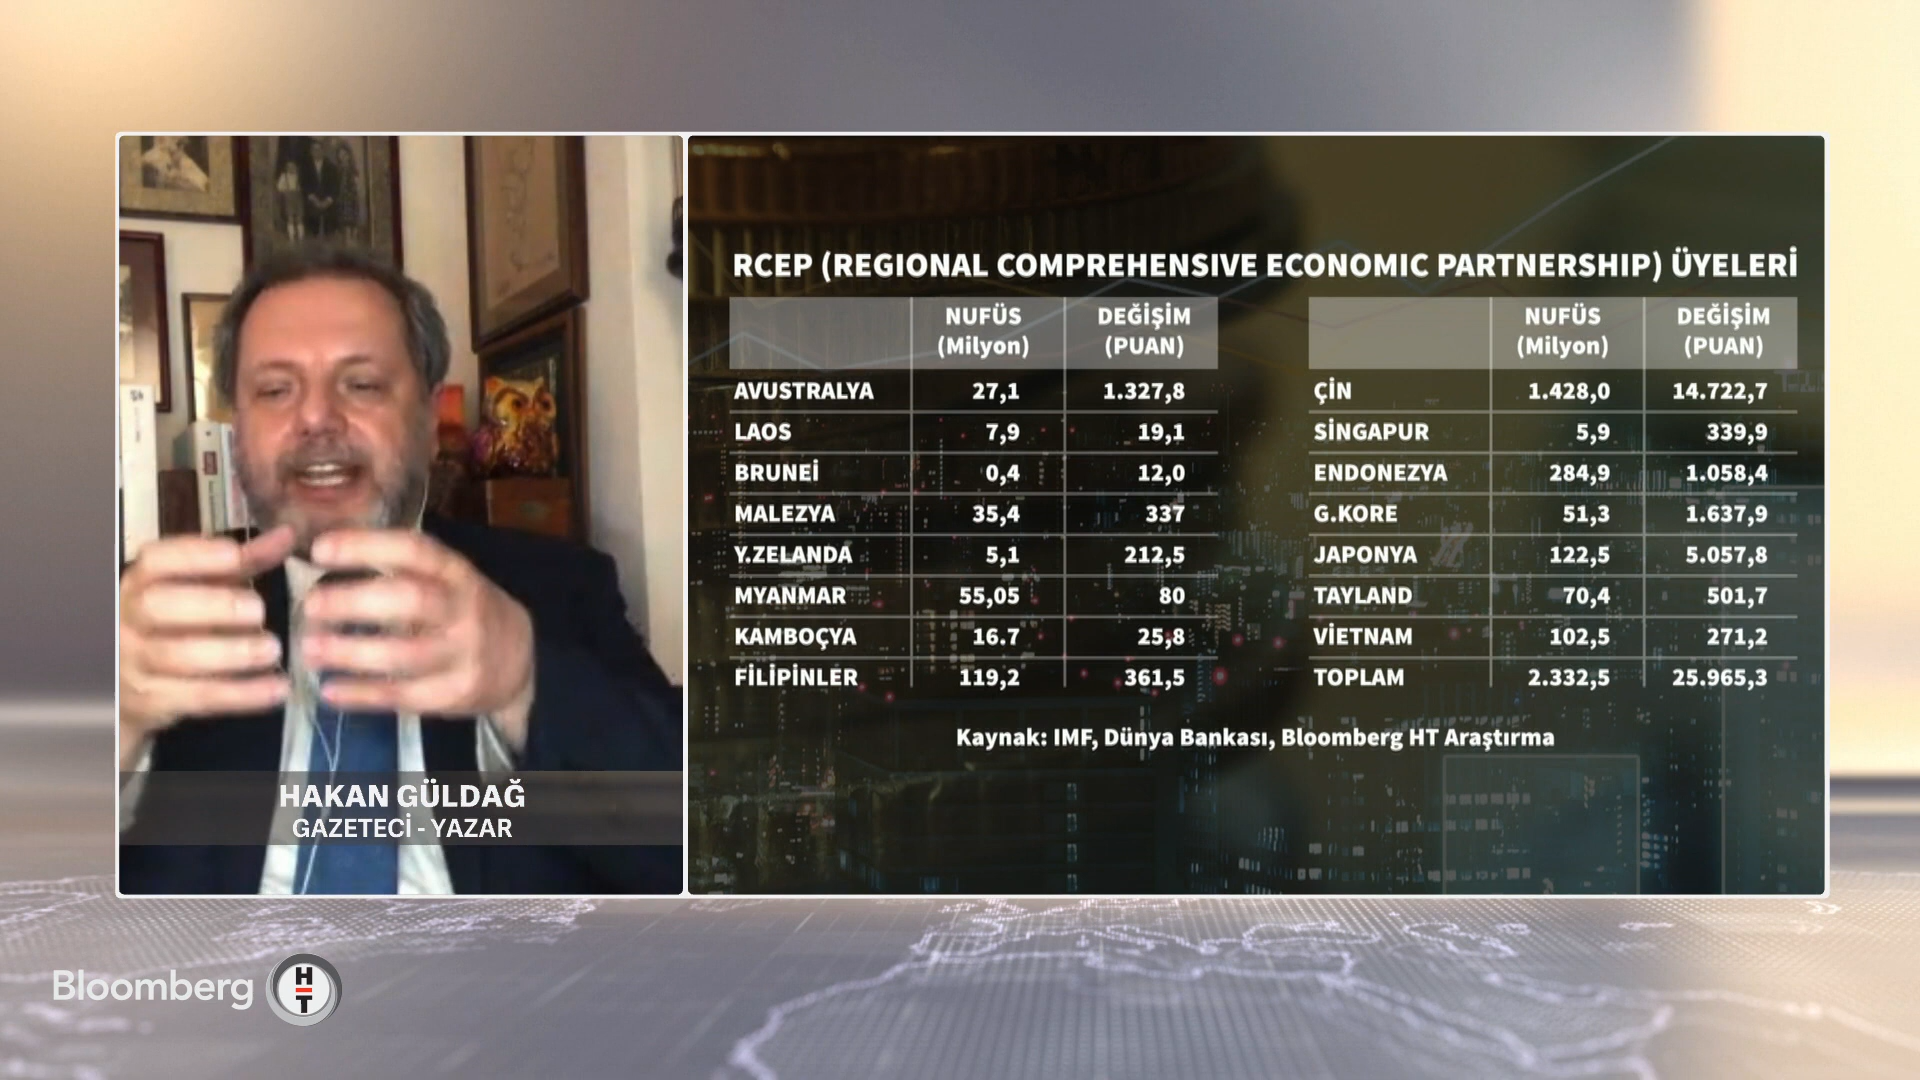 RCEP (REGIONAL COMPREHENSIVE ECONOMIC PARTNERSHIP) ÜYELERİ
NUFÜS (Milyon) DEĞİŞİM (PUAN)
AVUSTRALYA 27,1 1.327,8
LAOS 7,9 19,1
BRUNEİ 0,4 12,0
MALEZYA 35,4 337
Y.ZELANDA 5,1 212,5
MYANMAR 55,05 80
KAMBOÇYA 16.7 25,8
FİLİPİNLER 119,2 361,5
NUFÜS (Milyon) DEĞİŞİM (PUAN)
ÇİN 1.428,0 14.722,7
SİNGAPUR 5,9 339,9
ENDONEZYA 284,9 1.058,4
G.KORE 51,3 1.637,9
JAPONYA 122,5 5.057,8
TAYLAND 70,4 501,7
VİETNAM 102,5 271,2
TOPLAM 2.332,5 25.965,3
Kaynak: IMF, Dünya Bankası, Bloomberg HT Araştırma
HAKAN GÜLDAĞ
GAZETECİ - YAZAR
Bloomberg HT